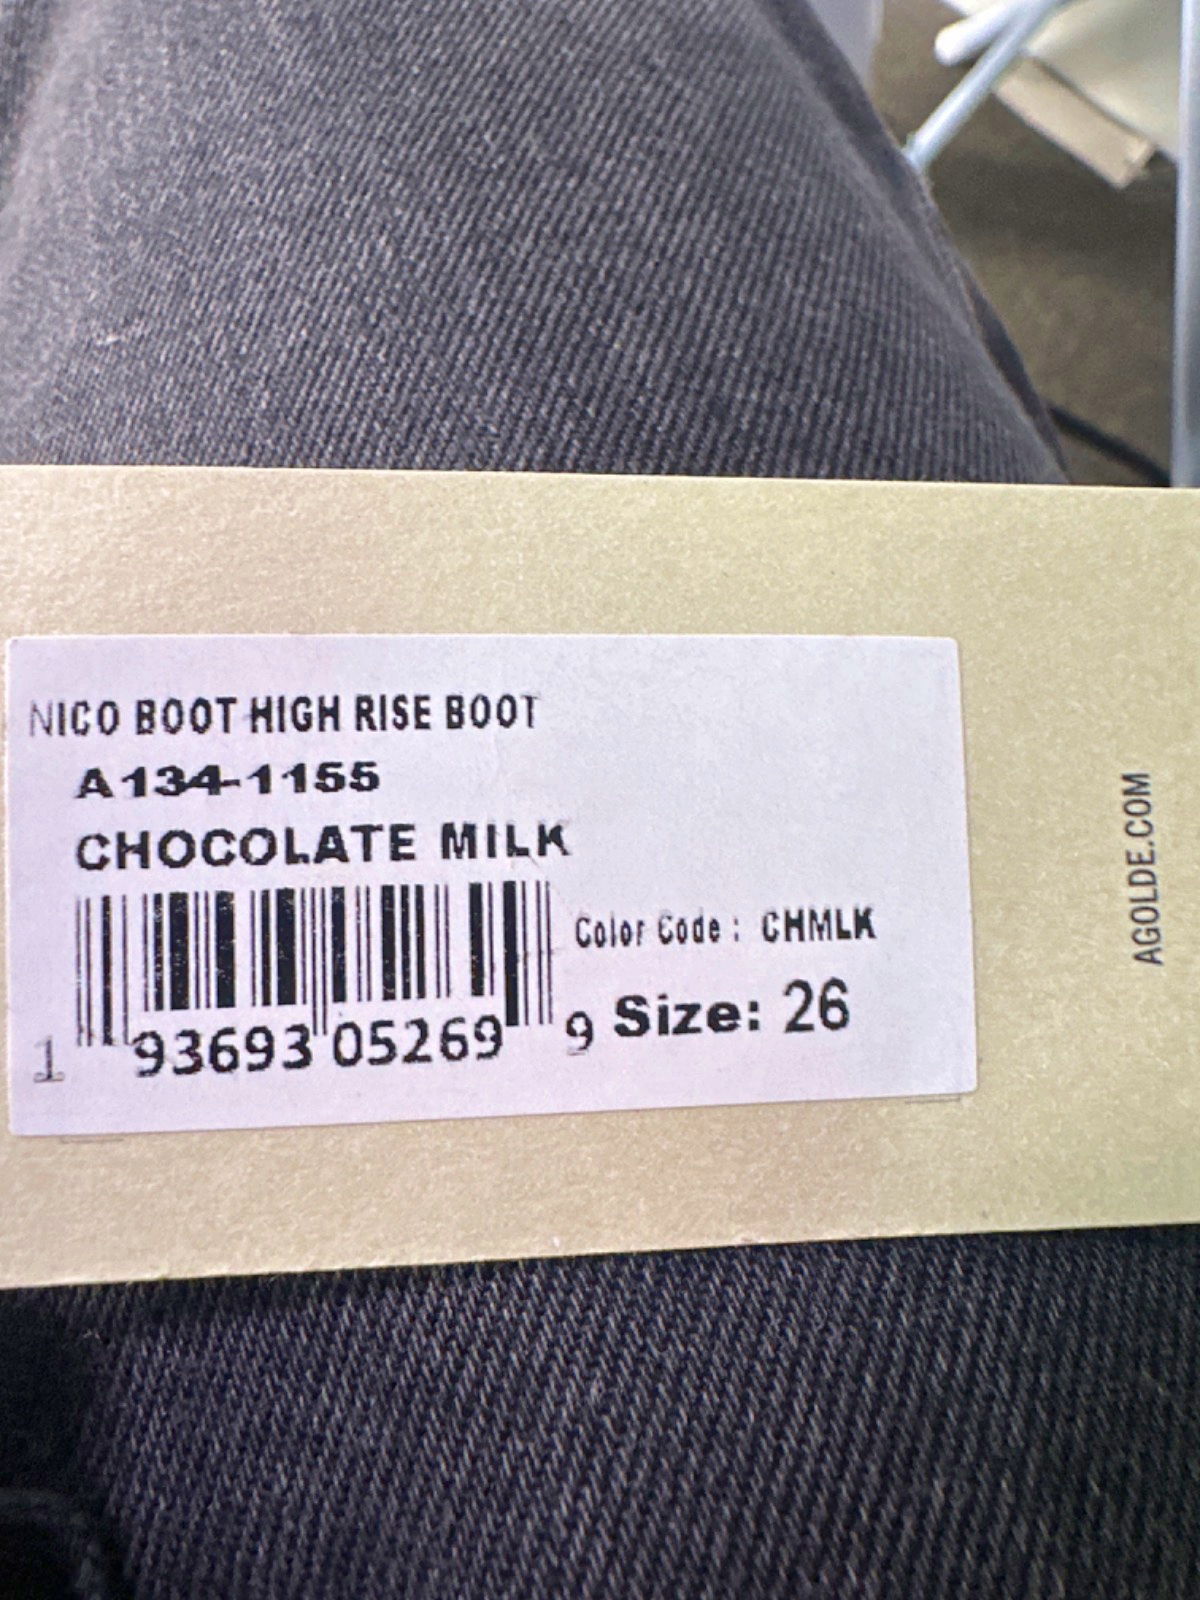 NICO BOOT HIGH RISE BOOT
A134-1155
CHOCOLATE MILK
Color Code : CHMLK
Size: 26
1 93693 05269 9
AGOLDE.COM